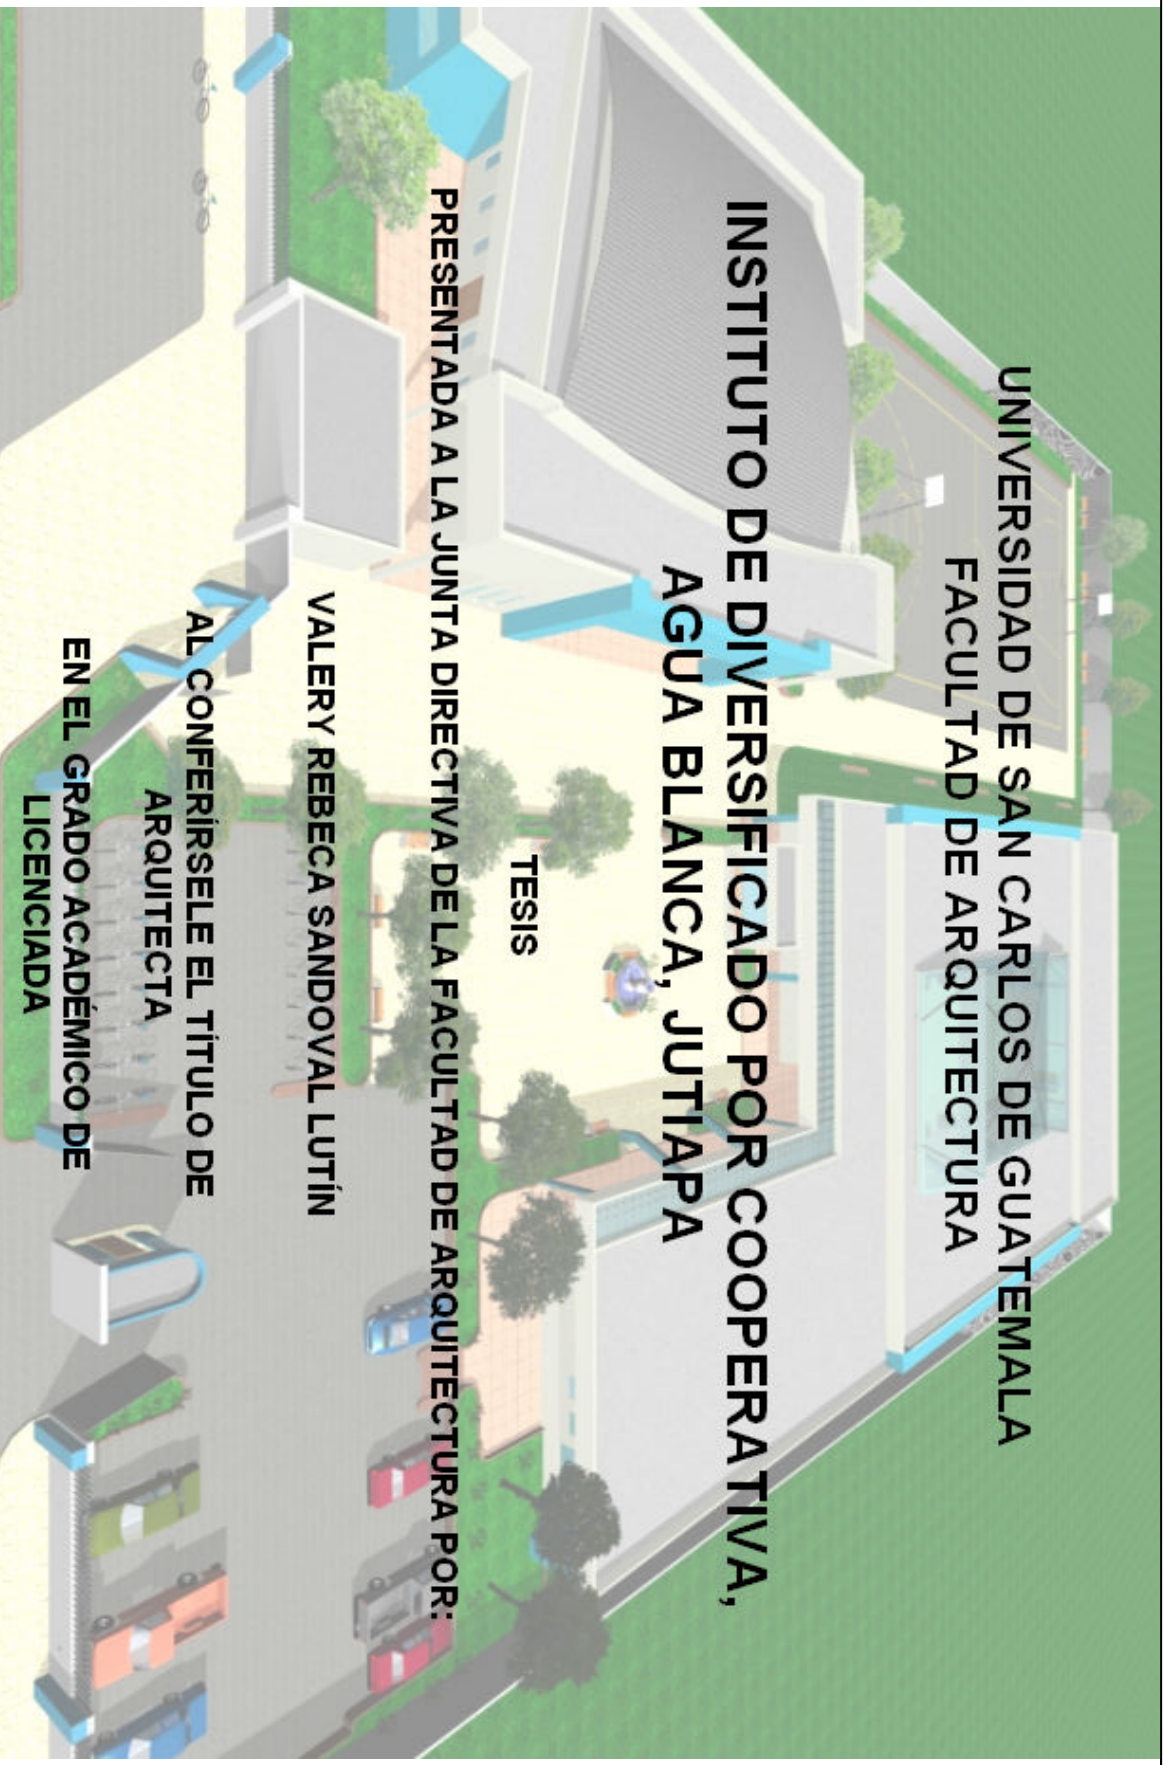 UNIVERSIDAD DE SAN CARLOS DE GUATEMALA
FACULTAD DE ARQUITECTURA
INSTITUTO DE DIVERSIFICADO POR COOPERATIVA,
AGUA BLANCA, JUTIAPA
TESIS
PRESENTADA A LA JUNTA DIRECTIVA DE LA FACULTAD DE ARQUITECTURA POR:
VALERY REBECA SANDOVAL LUTÍN
AL CONFERÍRSELE EL TÍTULO DE
ARQUITECTA
EN EL GRADO ACADÉMICO DE
LICENCIADA